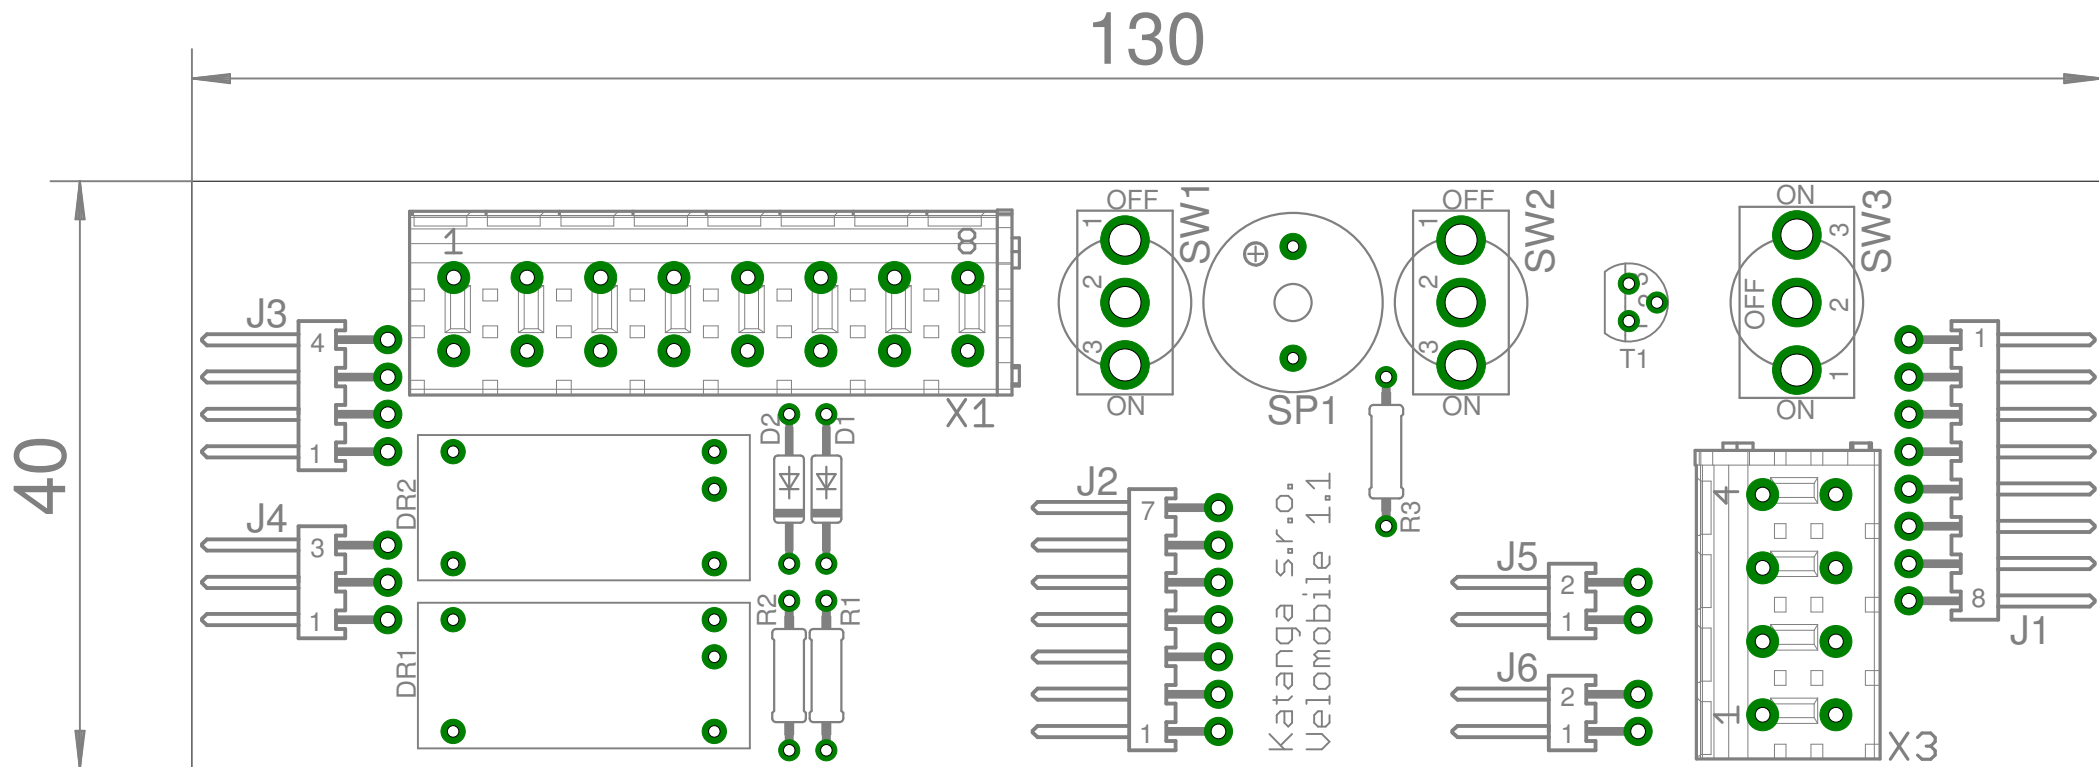 130
40
OFF
1
SW1
2
3
ON
OFF
1
SW2
2
3
ON
ON
3
SW3
OFF
2
1
ON
1
8
X1
J3
4
1
J4
3
1
DR2
DR1
D2
D1
R2
R1
SP1
R3
3
2
1
T1
J2
7
1
Katanga s.r.o.
Velomobile 1.1
J5
2
1
J6
2
1
4
1
X3
1
8
J1